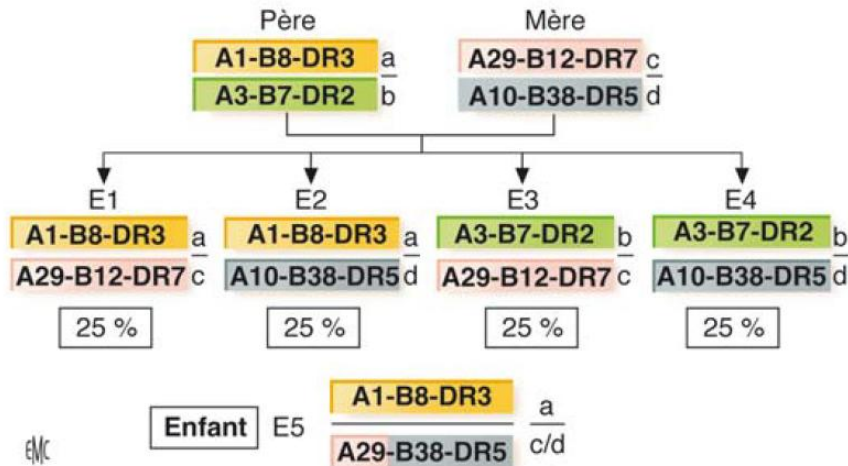 Père Mère
A1-B8-DR3 a A29-B12-DR7 c
A3-B7-DR2 b A10-B38-DR5 d
E1 E2 E3 E4
A1-B8-DR3 a A1-B8-DR3 a A3-B7-DR2 b A3-B7-DR2 b
A29-B12-DR7 c A10-B38-DR5 d A29-B12-DR7 c A10-B38-DR5 d
25 % 25 % 25 % 25 %
A1-B8-DR3 a
Enfant E5
A29-B38-DR5 c/d
EMC